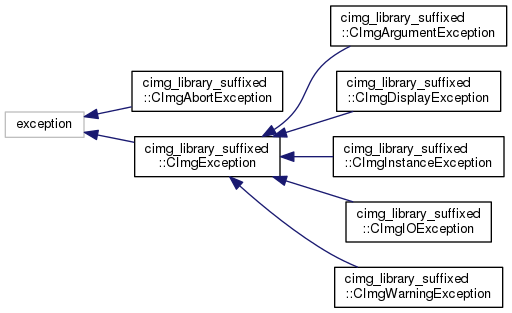 cimg_library_suffixed
::CImgArgumentException
cimg_library_suffixed
::CImgAbortException
cimg_library_suffixed
::CImgDisplayException
exception
cimg_library_suffixed
::CImgException
cimg_library_suffixed
::CImgInstanceException
cimg_library_suffixed
::CImgIOException
cimg_library_suffixed
::CImgWarningException